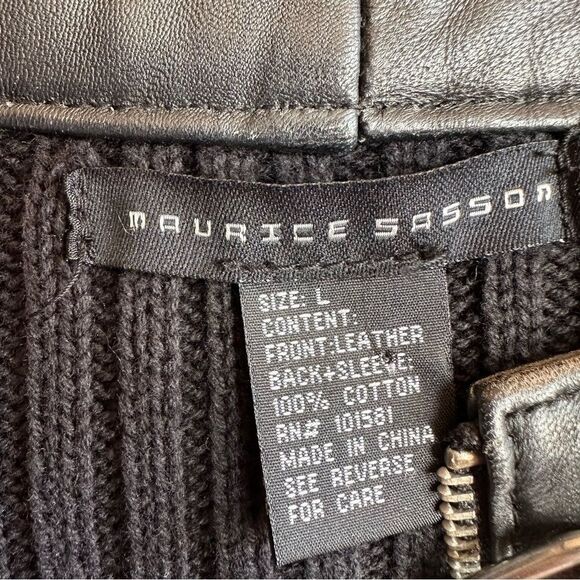 MAURICE SASSON
SIZE: L
CONTENT:
FRONT:LEATHER
BACK+SLEEVE:
100% COTTON
RN# 101581
MADE IN CHINA
SEE REVERSE
FOR CARE